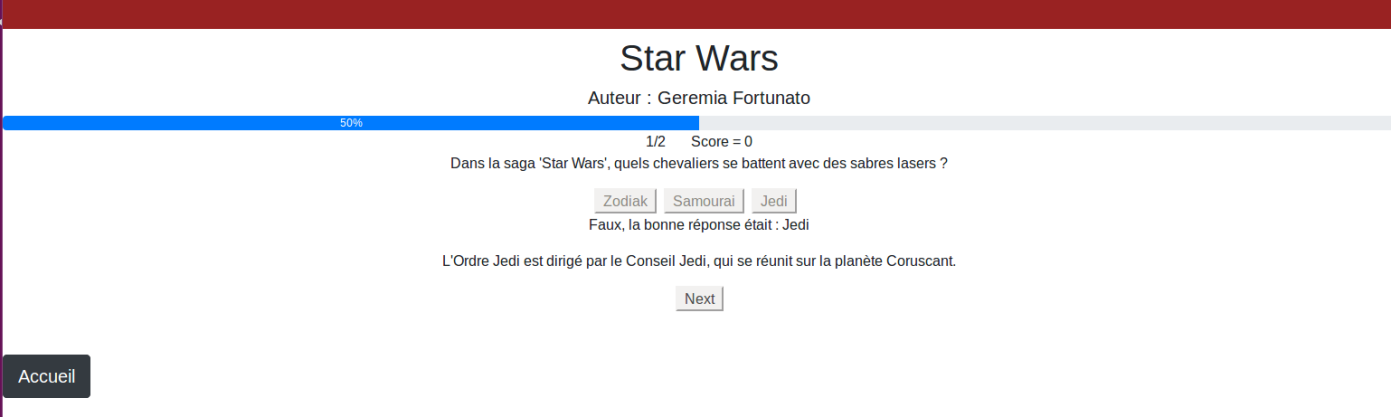 Star Wars
Auteur : Geremia Fortunato
50%
1/2 Score = 0
Dans la saga 'Star Wars', quels chevaliers se battent avec des sabres lasers ?
Zodiak Samourai Jedi
Faux, la bonne réponse était : Jedi
L'Ordre Jedi est dirigé par le Conseil Jedi, qui se réunit sur la planète Coruscant.
Next
Accueil